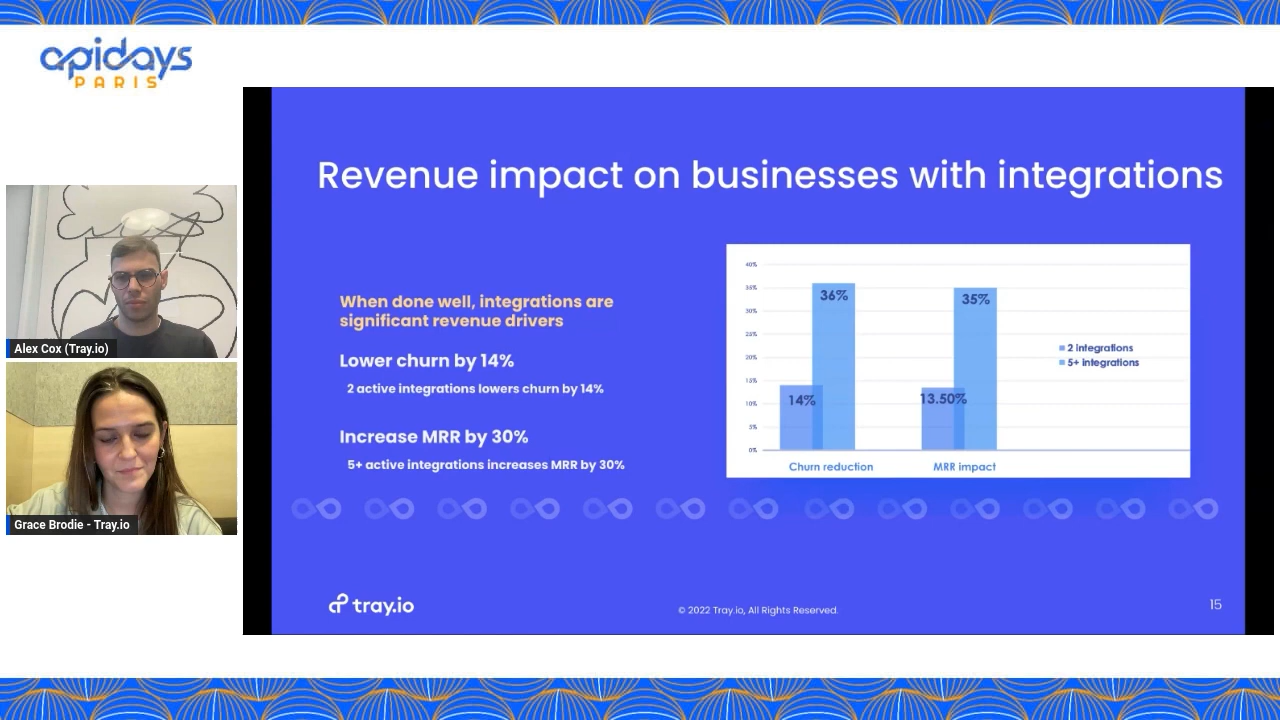 apidays
PARIS
Revenue impact on businesses with integrations
When done well, integrations are
significant revenue drivers
Lower churn by 14%
2 active integrations lowers churn by 14%
Increase MRR by 30%
5+ active integrations increases MRR by 30%
40%
35%
30%
25%
20%
15%
10%
5%
0%
36%
35%
14%
13.50%
2 integrations
5+ integrations
Churn reduction
MRR impact
Alex Cox (Tray.io)
Grace Brodie - Tray.io
tray.io
© 2022 Tray.io, All Rights Reserved.
15